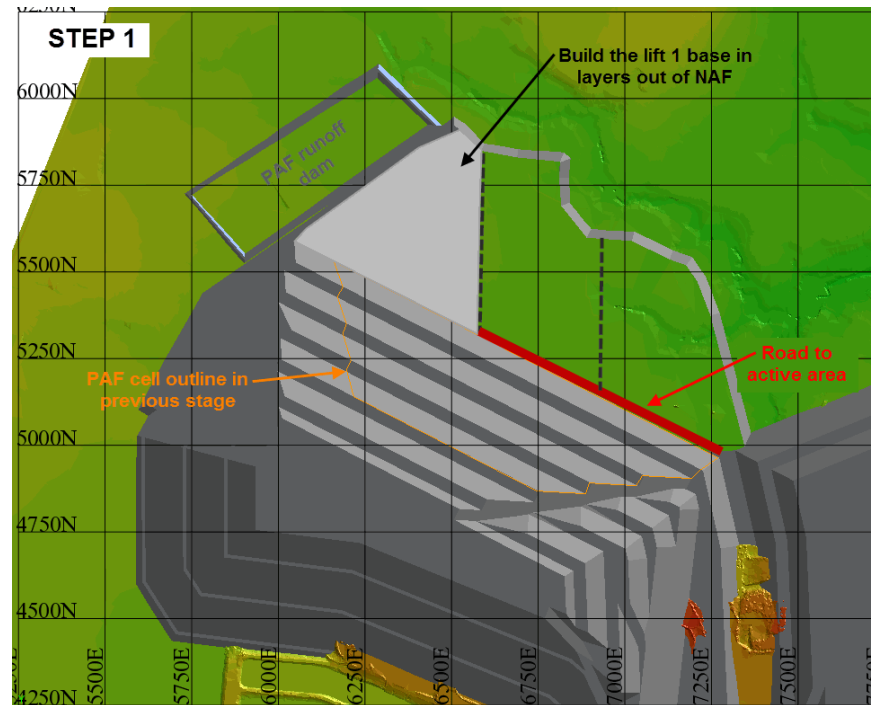 6250N
STEP 1
Build the lift 1 base in
layers out of NAF
6000N
PAF runoff
dam
5750N
5500N
5250N
Road to
active area
PAF cell outline in
previous stage
5000N
4750N
4500N
4250N
5500E
5750E
6000E
6250E
6500E
6750E
7000E
7250E
7500E